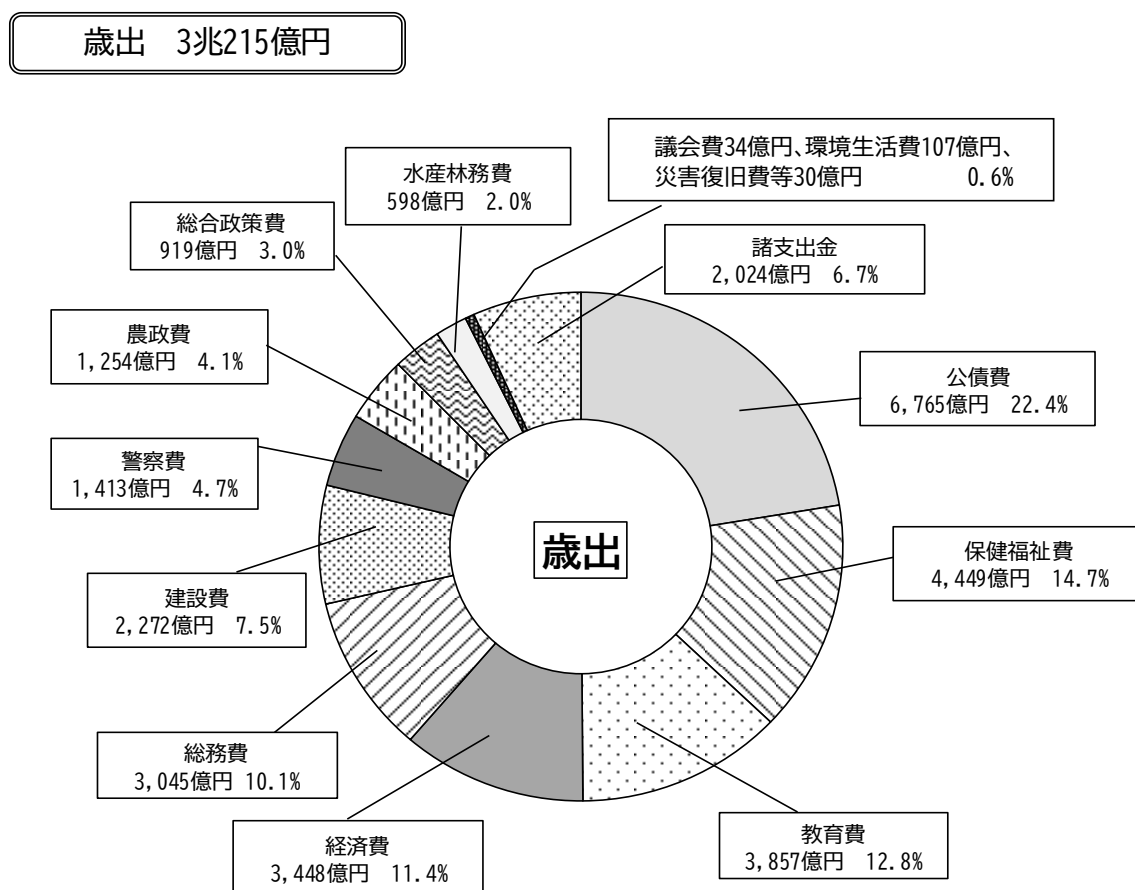 歳出　3兆215億円
議会費34億円、環境生活費107億円、
災害復旧費等30億円　0.6%
水産林務費
598億円　2.0%
総合政策費
919億円　3.0%
諸支出金
2,024億円　6.7%
農政費
1,254億円　4.1%
公債費
6,765億円　22.4%
警察費
1,413億円　4.7%
歳出
保健福祉費
4,449億円　14.7%
建設費
2,272億円　7.5%
総務費
3,045億円 10.1%
経済費
3,448億円　11.4%
教育費
3,857億円　12.8%